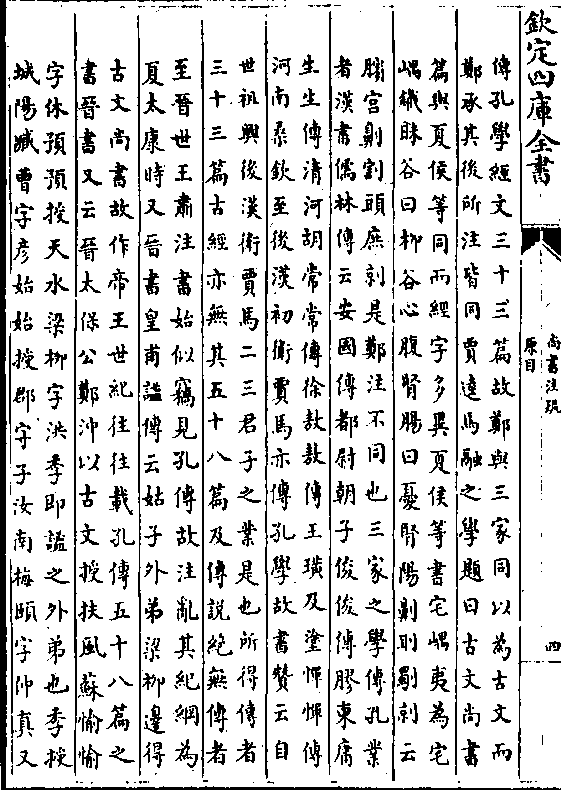 欽定四庫全書
尚書注疏
原目
四
傳孔學經文三十三篇故鄭與三家同以為古文而
鄭承其後所注皆同賈逵馬融之學題曰古文尚書
篇與夏侯等同而經字多異夏侯等書宅嵎夷為宅
嵎鐵昧谷曰柳谷心腹腎腸曰憂腎陽劓刵劅剠云
臏宮劓割頭庶剠是鄭注不同也三家之學傳孔業
者漢書儒林傳云安國傳都尉朝子俊俊傳膠東庸
生生傳清河胡常常傳徐敖敖傳王璜及塗惲惲傳
河南桑欽至後漢初衛賈馬亦傳孔學故書贊云自
世祖興後漢衛賈馬二三君子之業是也所得傳者
三十三篇古經亦無其五十八篇及傳說絶無傳者
至晉世王肅注書始似竊見孔傳故注亂其紀綱為
夏太康時又晉書皇甫謐傳云姑子外弟梁柳邊得
古文尚書故作帝王世紀往往載孔傳五十八篇之
書晉書又云晉太保公鄭沖以古文授扶風蘇愉愉
字休預預授天水梁柳字洪季即謐之外弟也季授
城陽臧曹字彦始始授郡字子汝南梅頤字仲真又